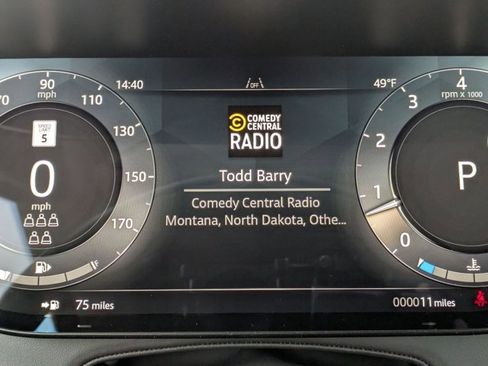 90
mph
14:40
OFF
49°F
4
rpm x 1000
70
110
3
SPEED
LIMIT
5
130
COMEDY
CENTRAL
RADIO
2
0
mph
150
Todd Barry
1
P
Comedy Central Radio
Montana, North Dakota, Othe...
170
0
F
75 miles
000011 miles